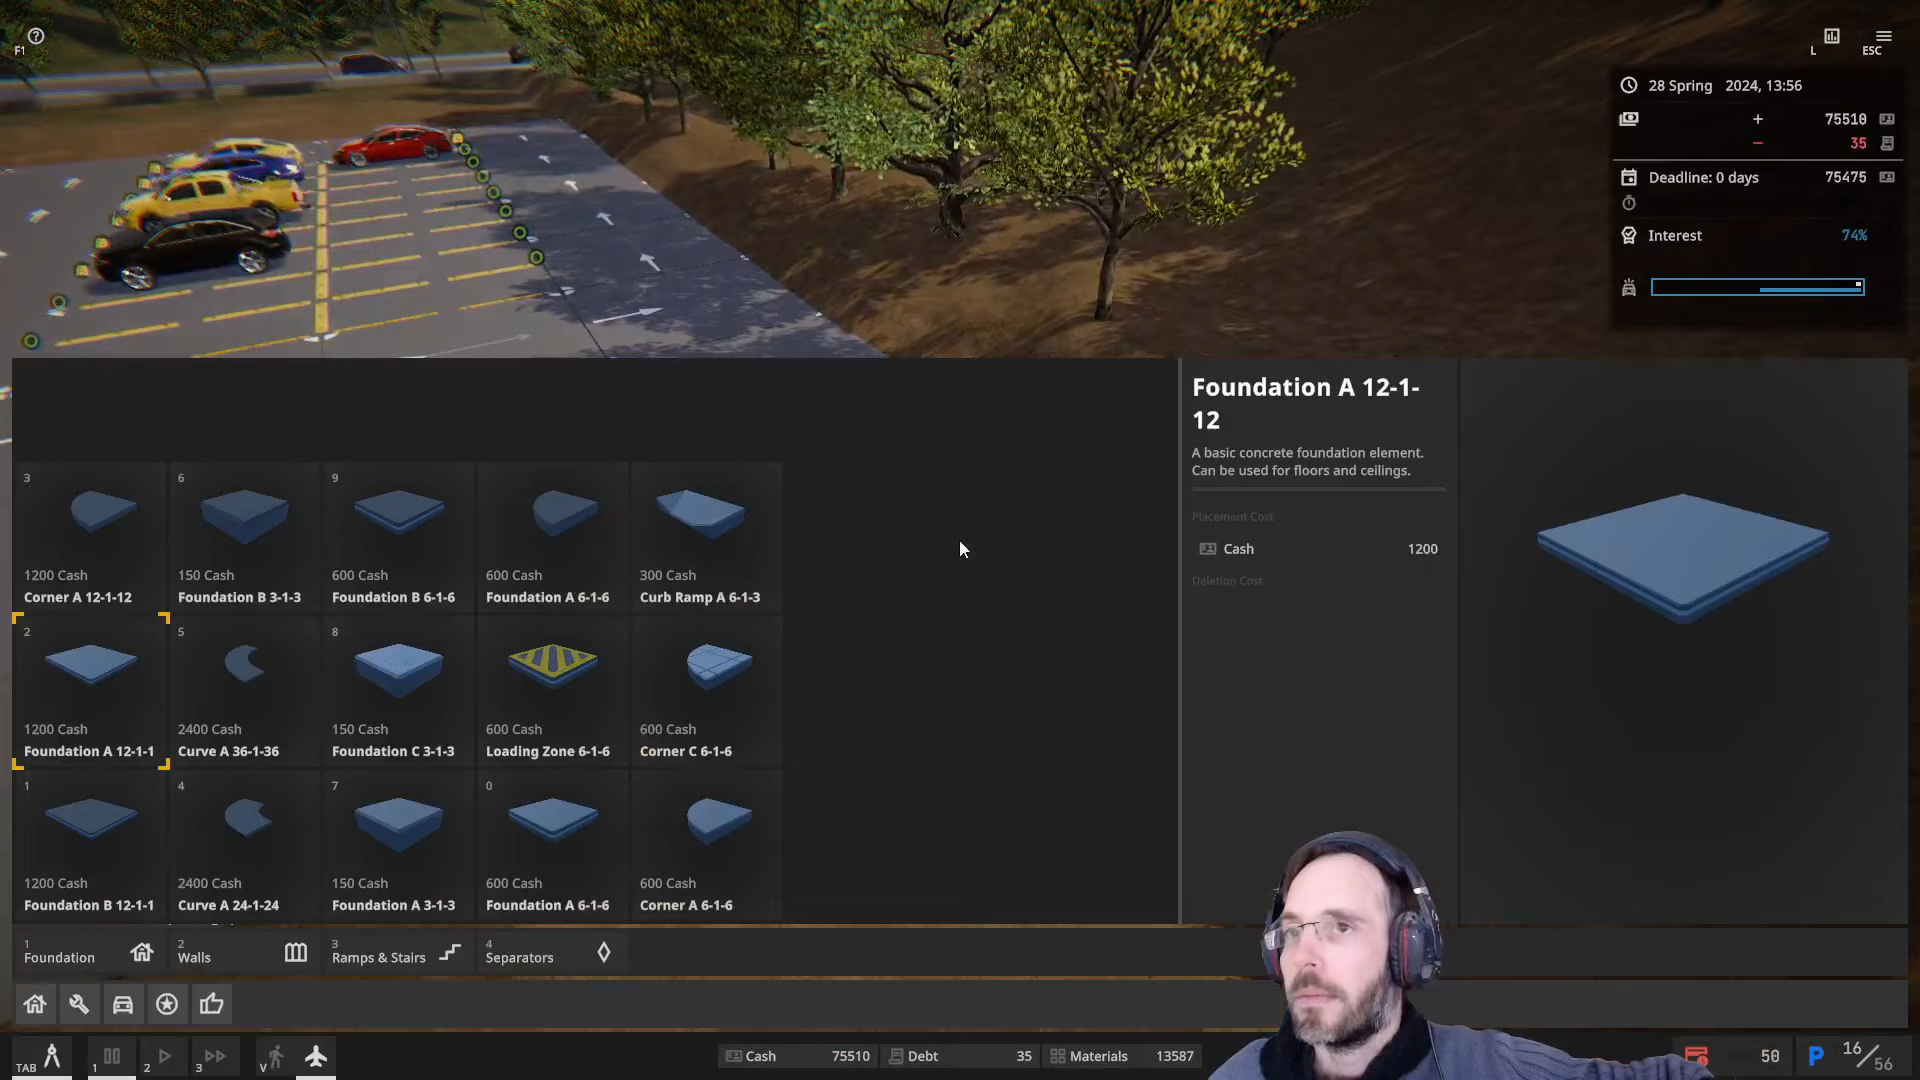 F1
L
ESC
28 Spring 2024, 13:56
+ 75510
− 35
Deadline: 0 days 75475
Interest 74%
Foundation A 12-1-
12
A basic concrete foundation element.
Can be used for floors and ceilings.
Placement Cost
Cash 1200
Deletion Cost
3
1200 Cash
Corner A 12-1-12
6
150 Cash
Foundation B 3-1-3
9
600 Cash
Foundation B 6-1-6
600 Cash
Foundation A 6-1-6
300 Cash
Curb Ramp A 6-1-3
2
1200 Cash
Foundation A 12-1-1
5
2400 Cash
Curve A 36-1-36
8
150 Cash
Foundation C 3-1-3
600 Cash
Loading Zone 6-1-6
600 Cash
Corner C 6-1-6
1
1200 Cash
Foundation B 12-1-1
4
2400 Cash
Curve A 24-1-24
7
150 Cash
Foundation A 3-1-3
0
600 Cash
Foundation A 6-1-6
600 Cash
Corner A 6-1-6
1
Foundation
2
Walls
3
Ramps & Stairs
4
Separators
TAB
1
2
3
V
Cash 75510
Debt 35
Materials 13587
50
P 16/56